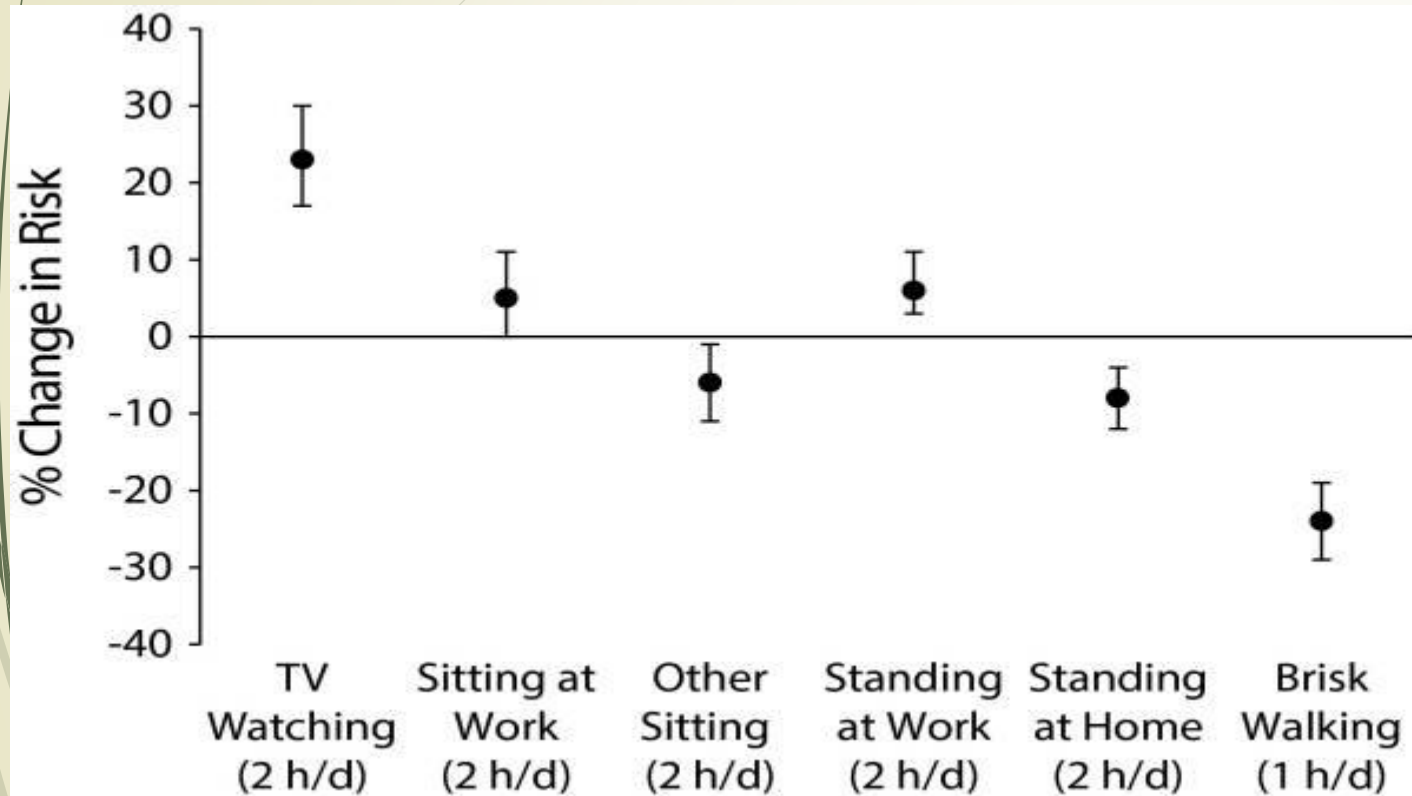 % Change in Risk
40
30
20
10
0
-10
-20
-30
-40
TV
Watching
(2 h/d)
Sitting at
Work
(2 h/d)
Other
Sitting
(2 h/d)
Standing
at Work
(2 h/d)
Standing
at Home
(2 h/d)
Brisk
Walking
(1 h/d)